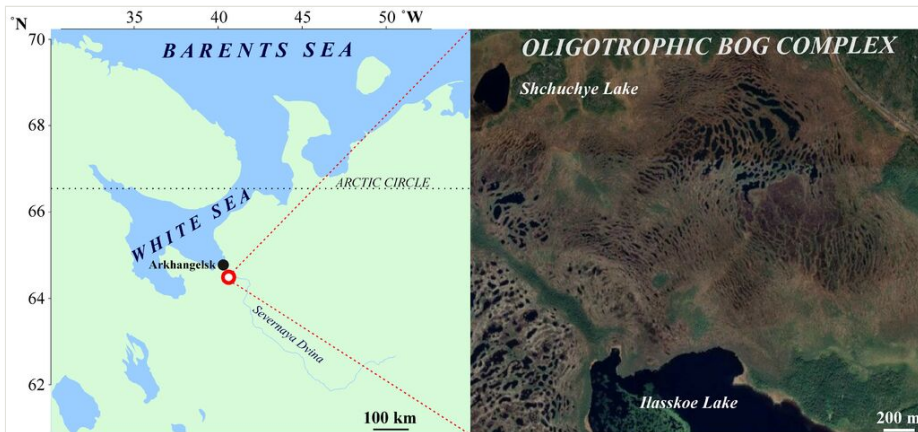 °N
35
40
45
50
°W
70
68
66
64
62
BARENTS SEA
ARCTIC CIRCLE
WHITE SEA
Arkhangelsk
Severnaya Dvina
100 km
OLIGOTROPHIC BOG COMPLEX
Shchuchye Lake
Ilasskoe Lake
200 m